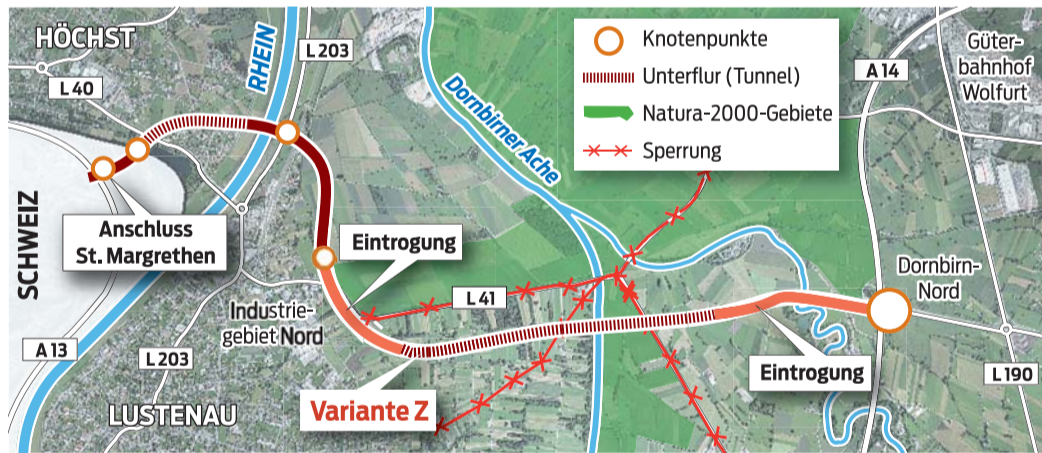 HÖCHST
L 40
RHEIN
L 203
Dornbirner Ache
Knotenpunkte
Unterflur (Tunnel)
Natura-2000-Gebiete
Sperrung
A 14
Güter-
bahnhof
Wolfurt
SCHWEIZ
Anschluss
St. Margrethen
Eintrogung
L 41
Industrie-
gebiet Nord
Dornbirn-
Nord
A 13
L 203
LUSTENAU
Variante Z
Eintrogung
L 190